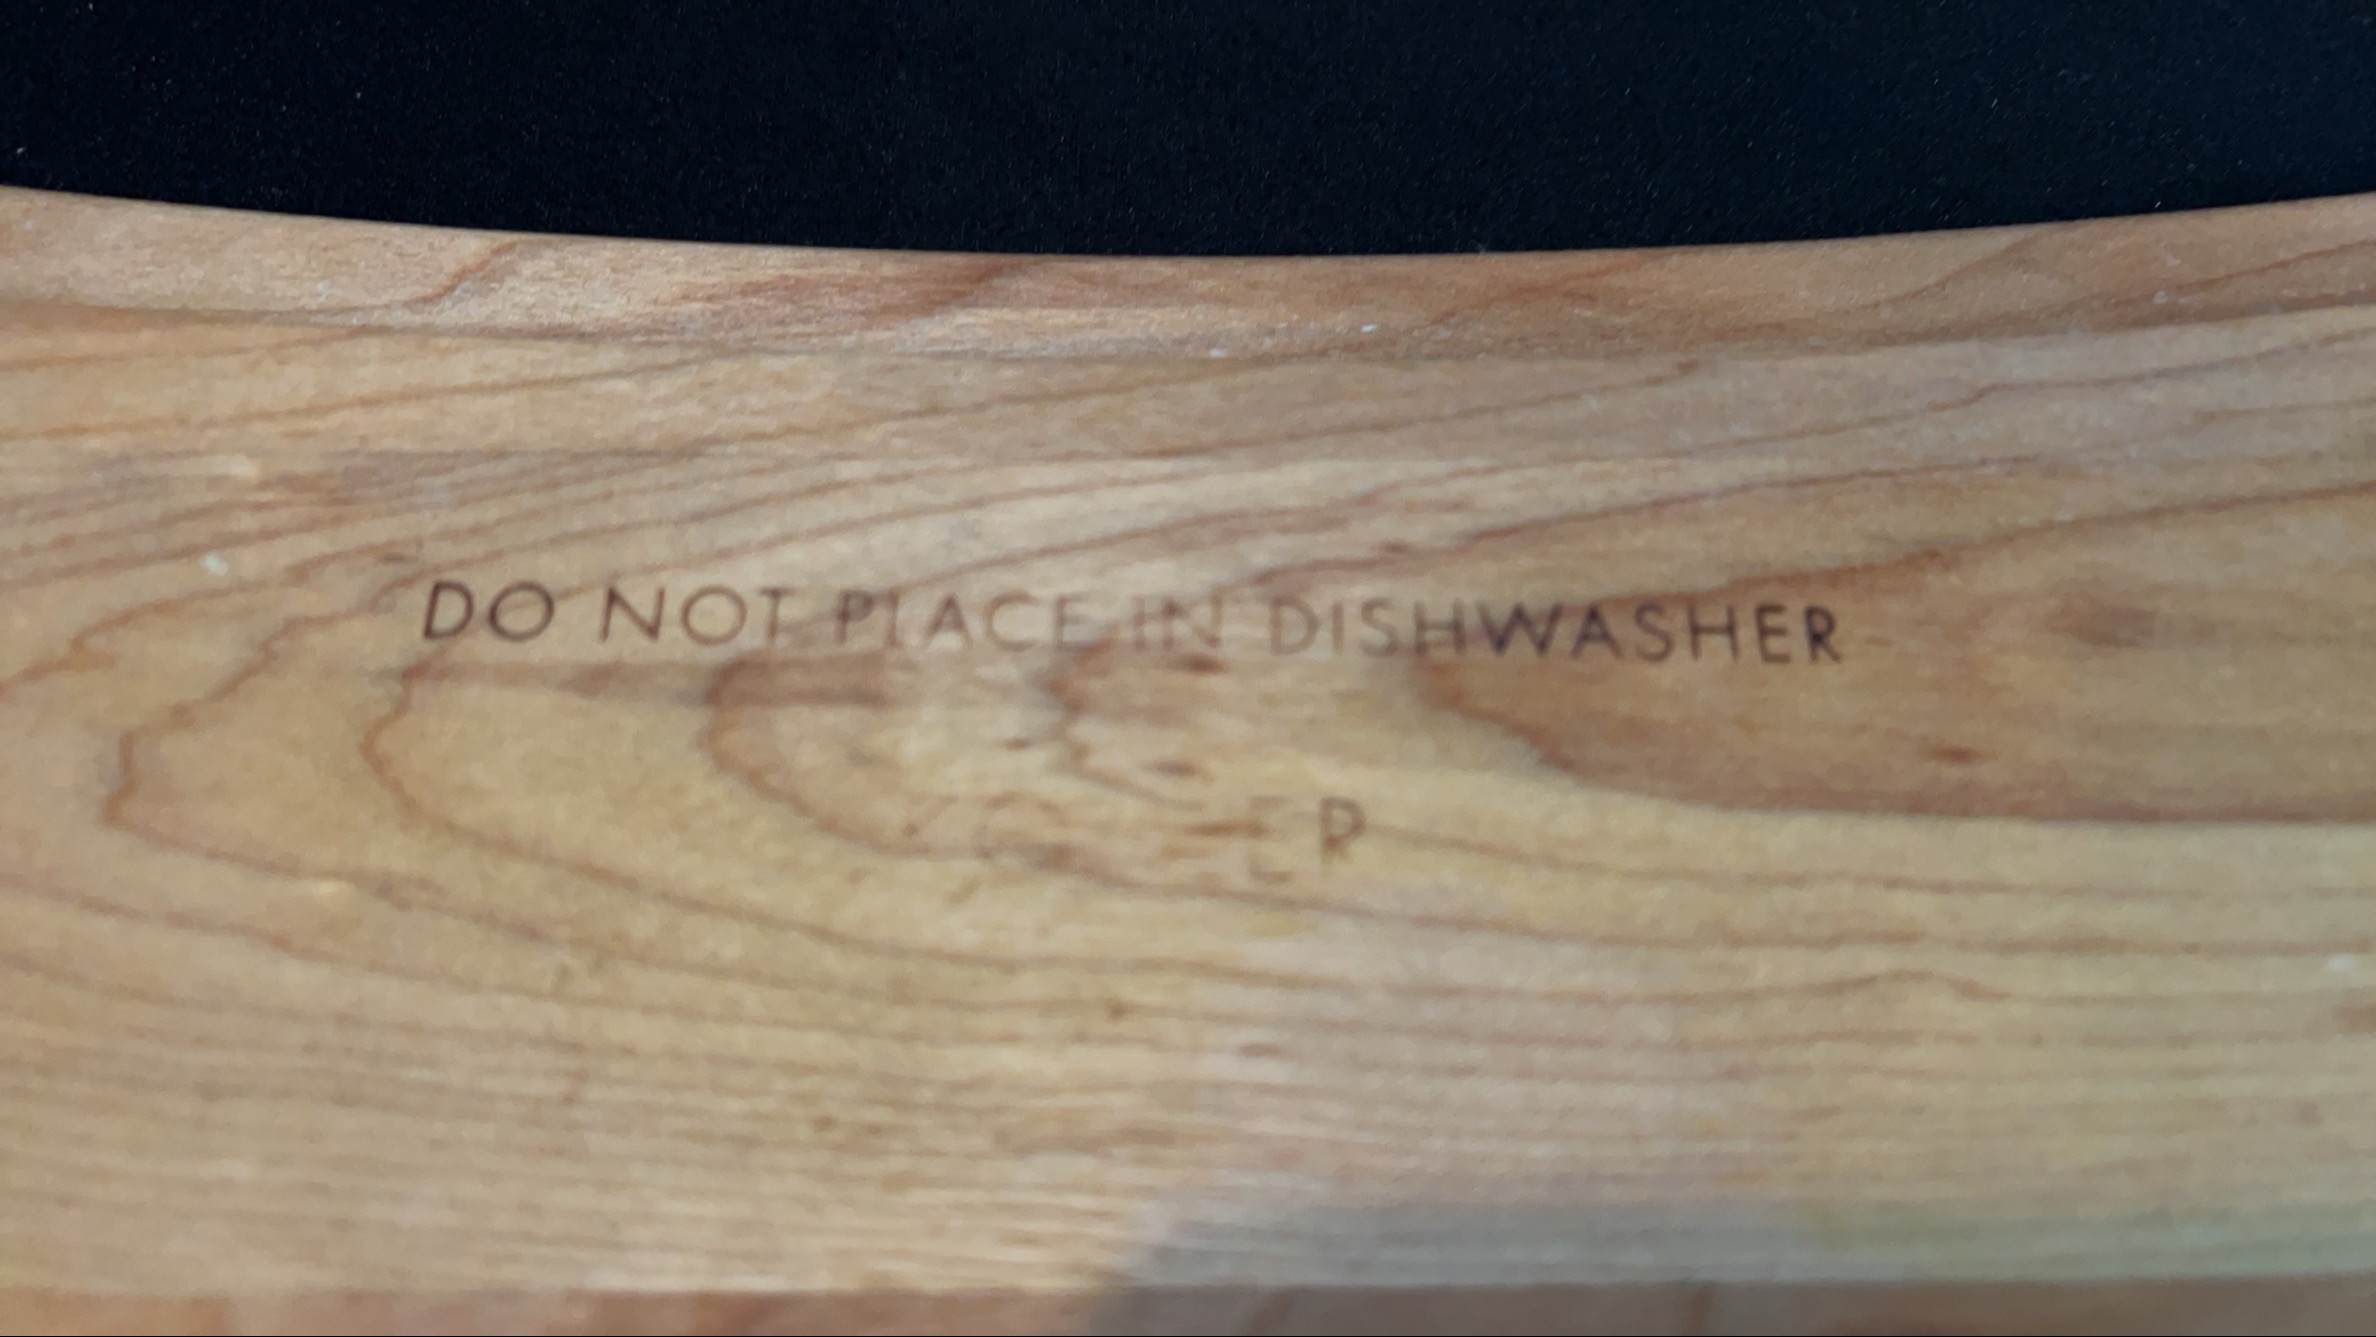 DO NOT PLACE IN DISHWASHER